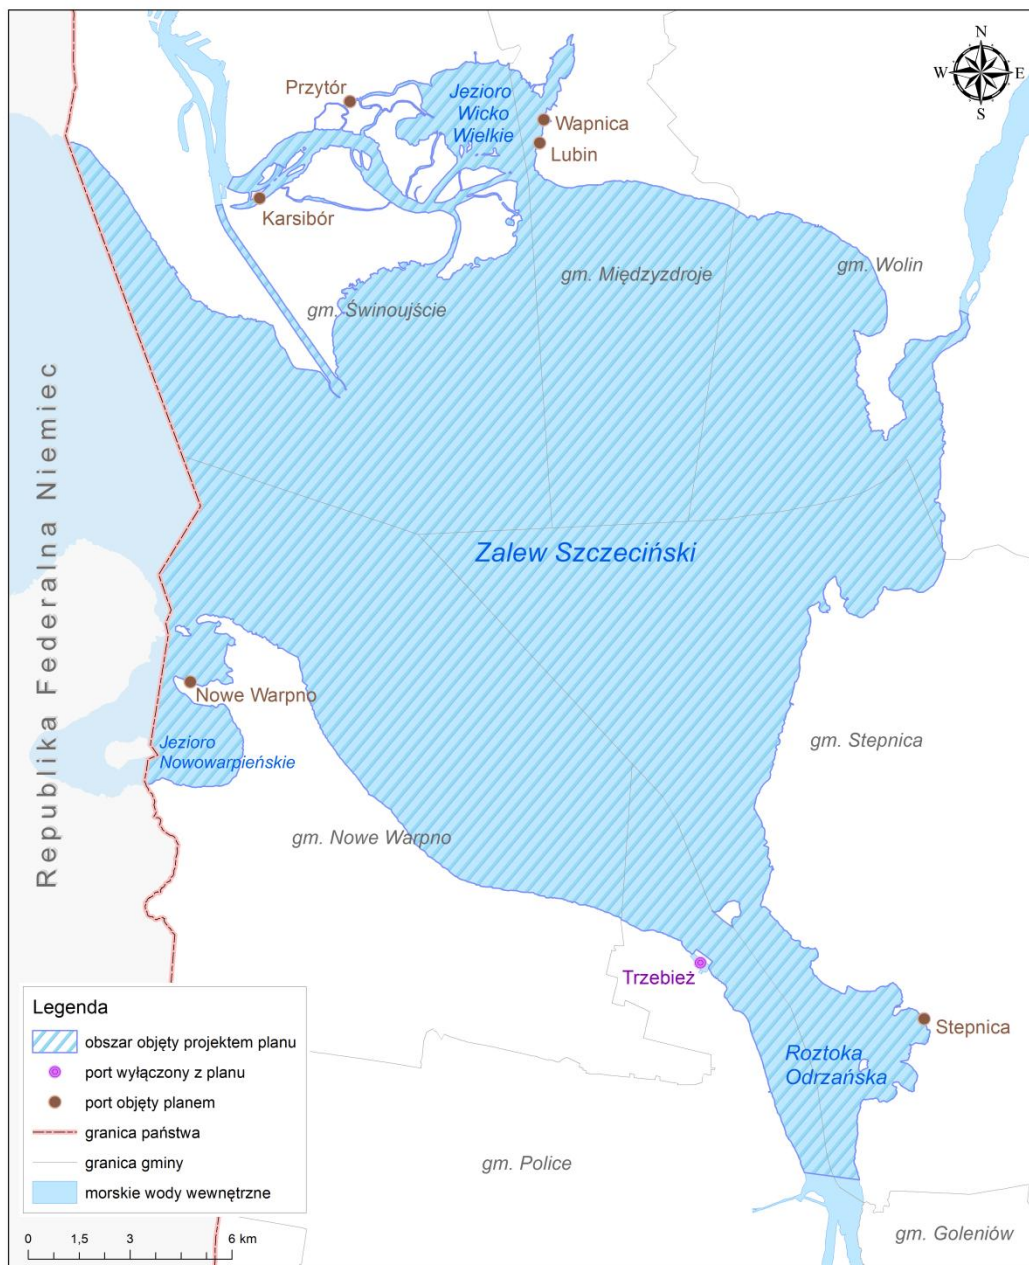 N
W
E
S
Przytór
Jezioro
Wicko
Wielkie
Wapnica
Lubin
Karsibór
gm. Świnoujście
gm. Międzyzdroje
gm. Wolin
Republika Federalna Niemiec
Zalew Szczeciński
Nowe Warpno
Jezioro
Nowowarpieńskie
gm. Stepnica
gm. Nowe Warpno
Trzebież
Stepnica
Roztoka
Odrzańska
gm. Police
gm. Goleniów
Legenda
obszar objęty projektem planu
port wyłączony z planu
port objęty planem
granica państwa
granica gminy
morskie wody wewnętrzne
0 1,5 3 6 km